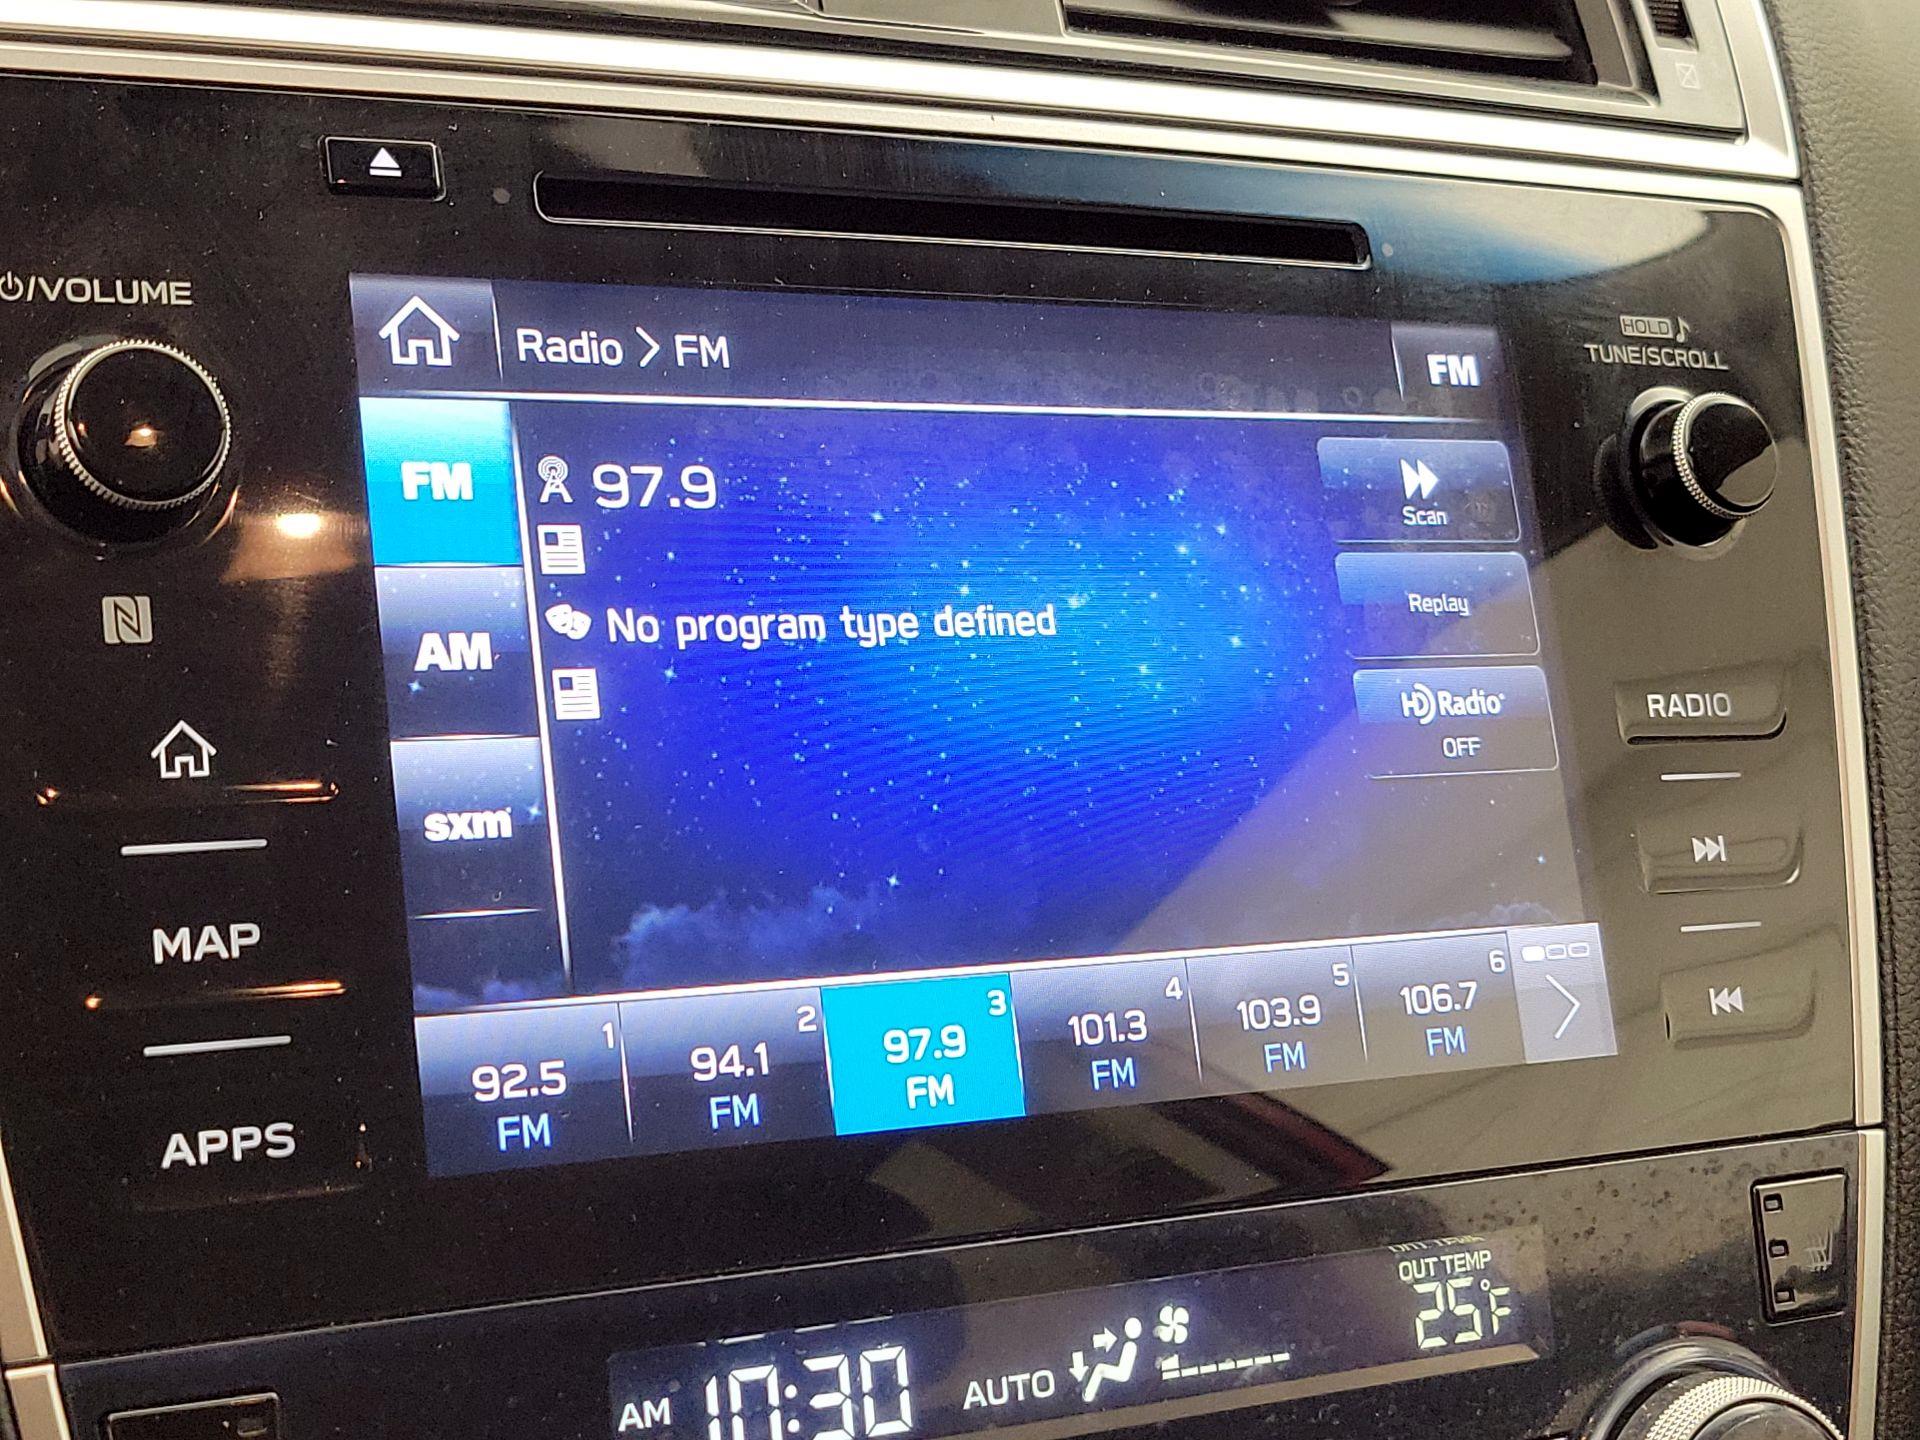 /VOLUME
HOLD
TUNE/SCROLL
Radio > FM
FM
FM
97.9
Scan
Replay
No program type defined
AM
HD Radio
OFF
RADIO
sxm
MAP
APPS
1
92.5
FM
2
94.1
FM
3
97.9
FM
4
101.3
FM
5
103.9
FM
6
106.7
FM
OUT TEMP
25°F
AM 10:30
AUTO